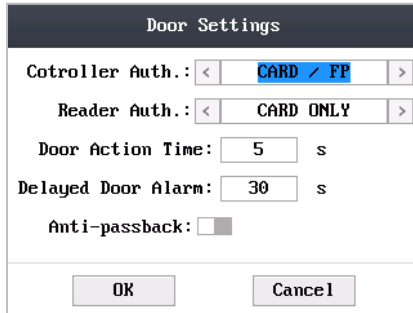 Door Settings
Cotroller Auth.: < CARD / FP >
Reader Auth.: < CARD ONLY >
Door Action Time: 5 s
Delayed Door Alarm: 30 s
Anti-passback:
OK Cancel